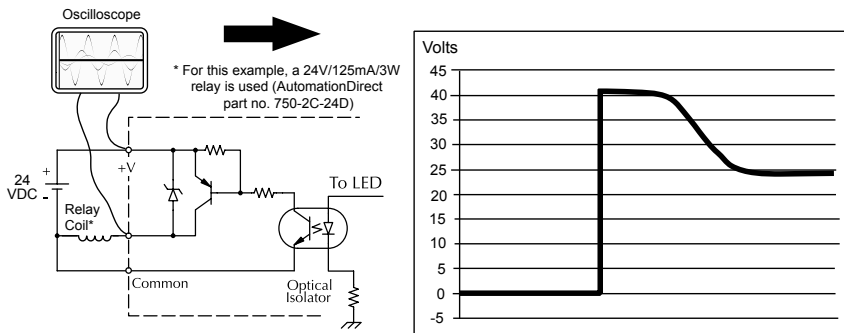 Oscilloscope
* For this example, a 24V/125mA/3W
relay is used (AutomationDirect
part no. 750-2C-24D)
+V
+
24
VDC
-
Relay
Coil*
To LED
Common
Optical
Isolator
Volts
45
40
35
30
25
20
15
10
5
0
-5